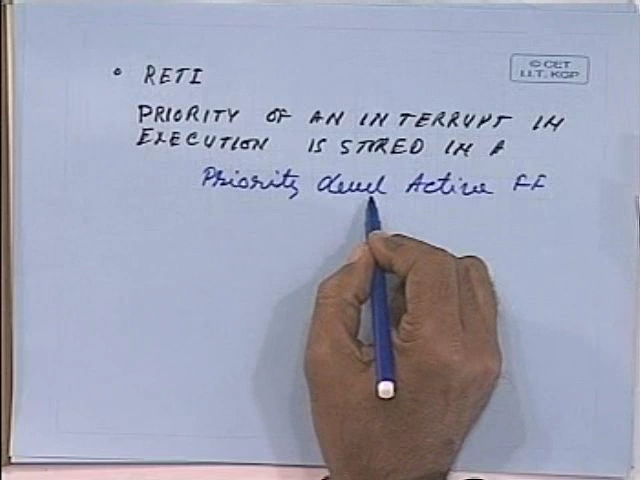 © CET
I.I.T. KGP
• RETI
PRIORITY OF AN INTERRUPT IN
EXECUTION IS STORED IN A
Priority level Active FF